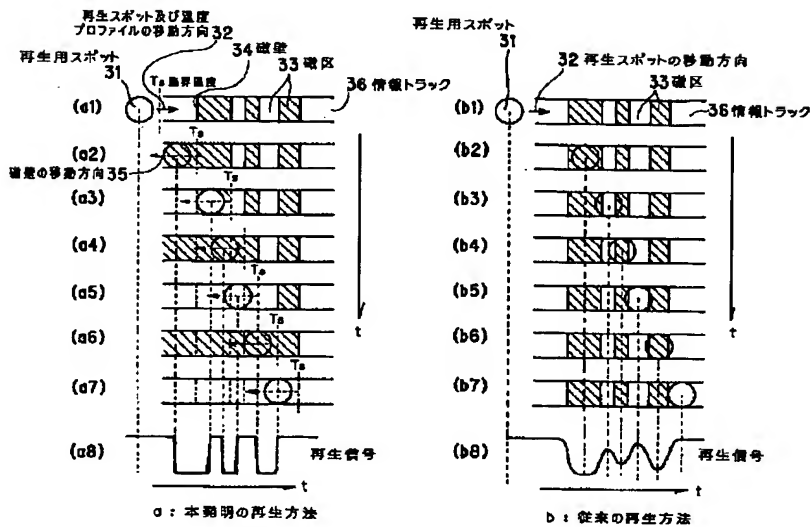 再生スポット及び温度
プロファイルの移動方向 32
再生用スポット
31
Ts 臨界温度
34 磁壁
33 磁区
36 情報トラック
(a1)
(a2)
磁壁の移動方向 35
Ts
(a3)
Ts
(a4)
Ts
(a5)
Ts
(a6)
Ts
(a7)
Ts
(a8)
再生信号
t
t
a : 本発明の再生方法
再生用スポット
31
32 再生スポットの移動方向
33 磁区
36 情報トラック
(b1)
(b2)
(b3)
(b4)
(b5)
(b6)
(b7)
(b8)
再生信号
t
t
b : 従来の再生方法